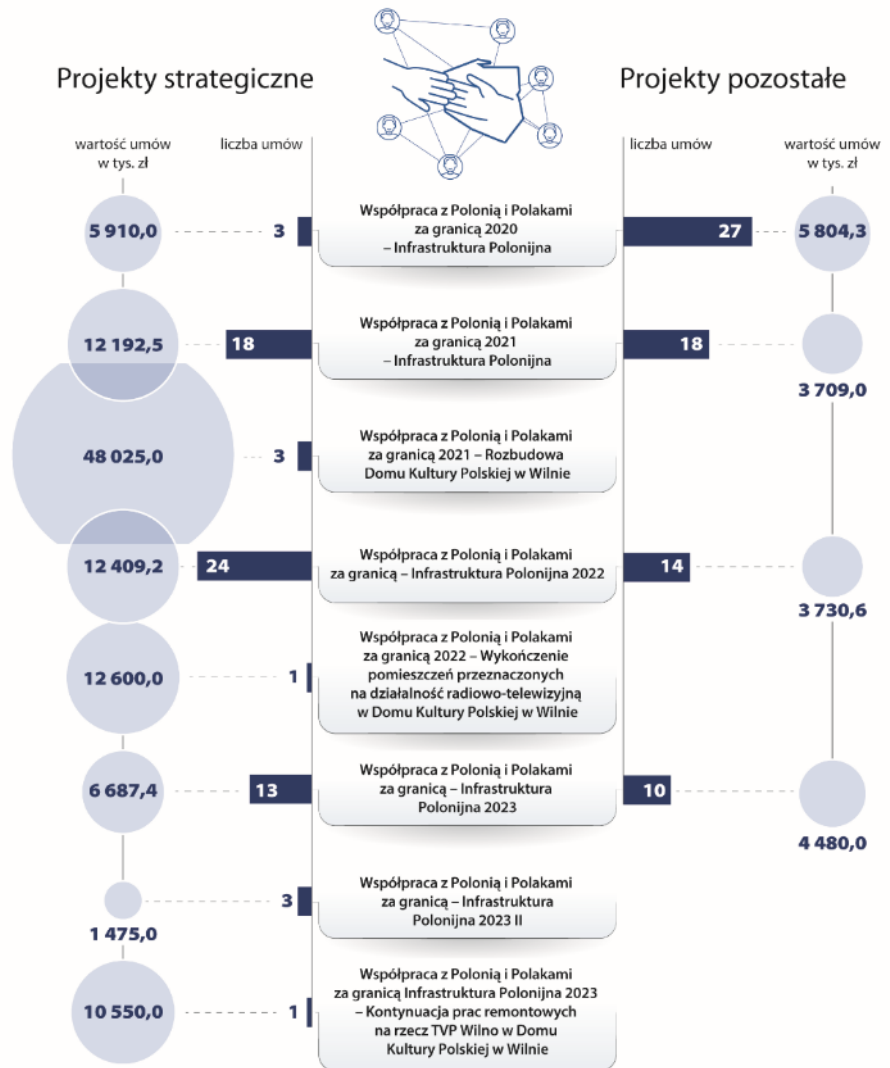 Projekty strategiczne
Projekty pozostałe
wartość umów
w tys. zł
liczba umów
liczba umów
wartość umów
w tys. zł
5 910,0
3
Współpraca z Polonią i Polakami
za granicą 2020
– Infrastruktura Polonijna
27
5 804,3
12 192,5
18
Współpraca z Polonią i Polakami
za granicą 2021
– Infrastruktura Polonijna
18
3 709,0
48 025,0
3
Współpraca z Polonią i Polakami
za granicą 2021 – Rozbudowa
Domu Kultury Polskiej w Wilnie
12 409,2
24
Współpraca z Polonią i Polakami
za granicą – Infrastruktura Polonijna 2022
14
3 730,6
12 600,0
1
Współpraca z Polonią i Polakami
za granicą 2022 – Wykończenie
pomieszczeń przeznaczonych
na działalność radiowo-telewizyjną
w Domu Kultury Polskiej w Wilnie
6 687,4
13
Współpraca z Polonią i Polakami
za granicą – Infrastruktura
Polonijna 2023
10
4 480,0
1 475,0
3
Współpraca z Polonią i Polakami
za granicą – Infrastruktura
Polonijna 2023 II
10 550,0
1
Współpraca z Polonią i Polakami
za granicą Infrastruktura Polonijna 2023
– Kontynuacja prac remontowych
na rzecz TVP Wilno w Domu
Kultury Polskiej w Wilnie